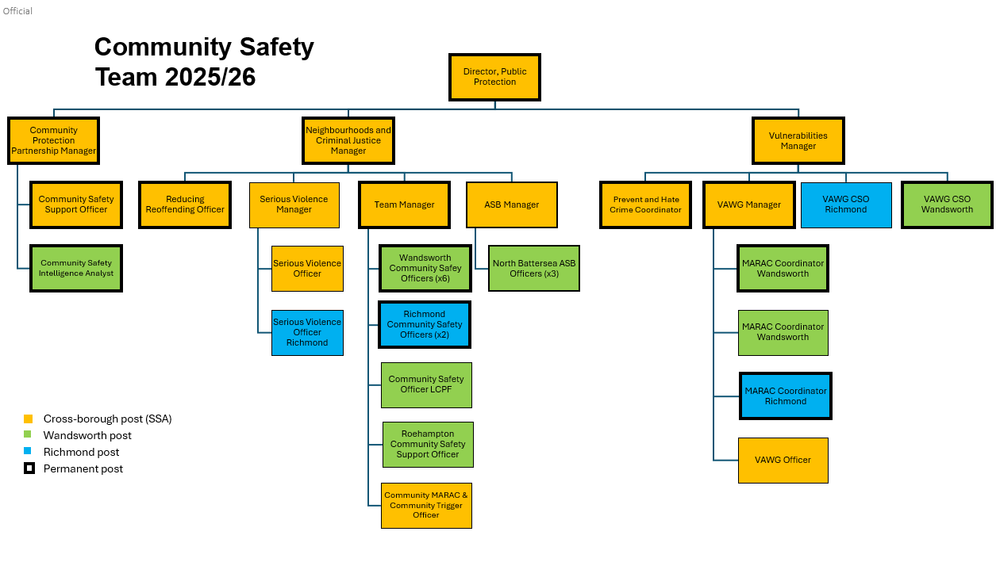 Official
Community Safety
Team 2025/26
Director, Public
Protection
Community
Protection
Partnership Manager
Neighbourhoods and
Criminal Justice
Manager
Vulnerabilities
Manager
Community Safety
Support Officer
Reducing
Reoffending Officer
Serious Violence
Manager
Team Manager
ASB Manager
Prevent and Hate
Crime Coordinator
VAWG Manager
VAWG CSO
Richmond
VAWG CSO
Wandsworth
Community Safety
Intelligence Analyst
Serious Violence
Officer
Wandsworth
Community Safey
Officers (x6)
North Battersea ASB
Officers (x3)
MARAC Coordinator
Wandsworth
Serious Violence
Officer
Richmond
Richmond
Community Safety
Officers (x2)
MARAC Coordinator
Wandsworth
Community Safety
Officer LCPF
MARAC Coordinator
Richmond
Roehampton
Community Safety
Support Officer
VAWG Officer
Community MARAC &
Community Trigger
Officer
Cross-borough post (SSA)
Wandsworth post
Richmond post
Permanent post